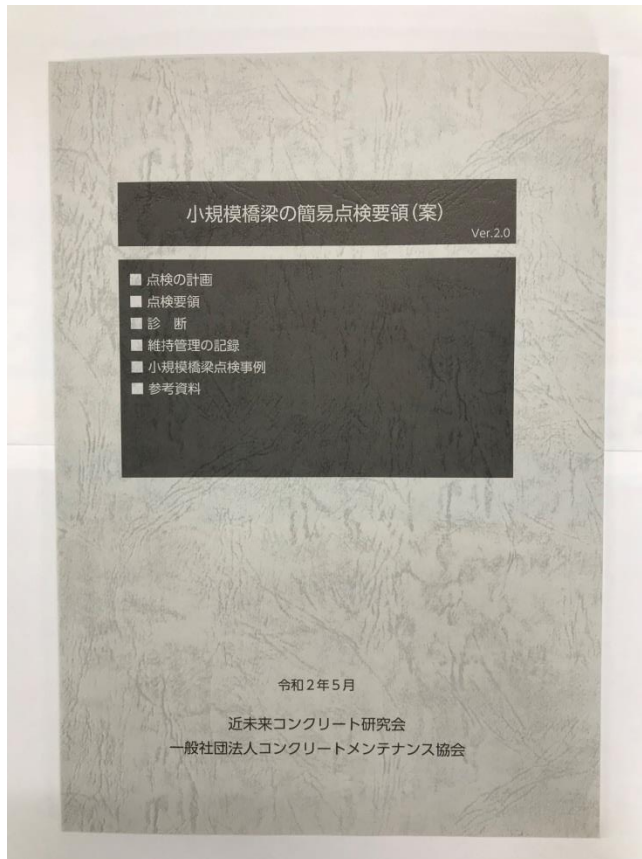 小規模橋梁の簡易点検要領(案)
Ver.2.0
■ 点検の計画
■ 点検要領
■ 診　断
■ 維持管理の記録
■ 小規模橋梁点検事例
■ 参考資料
令和2年5月
近未来コンクリート研究会
一般社団法人コンクリートメンテナンス協会